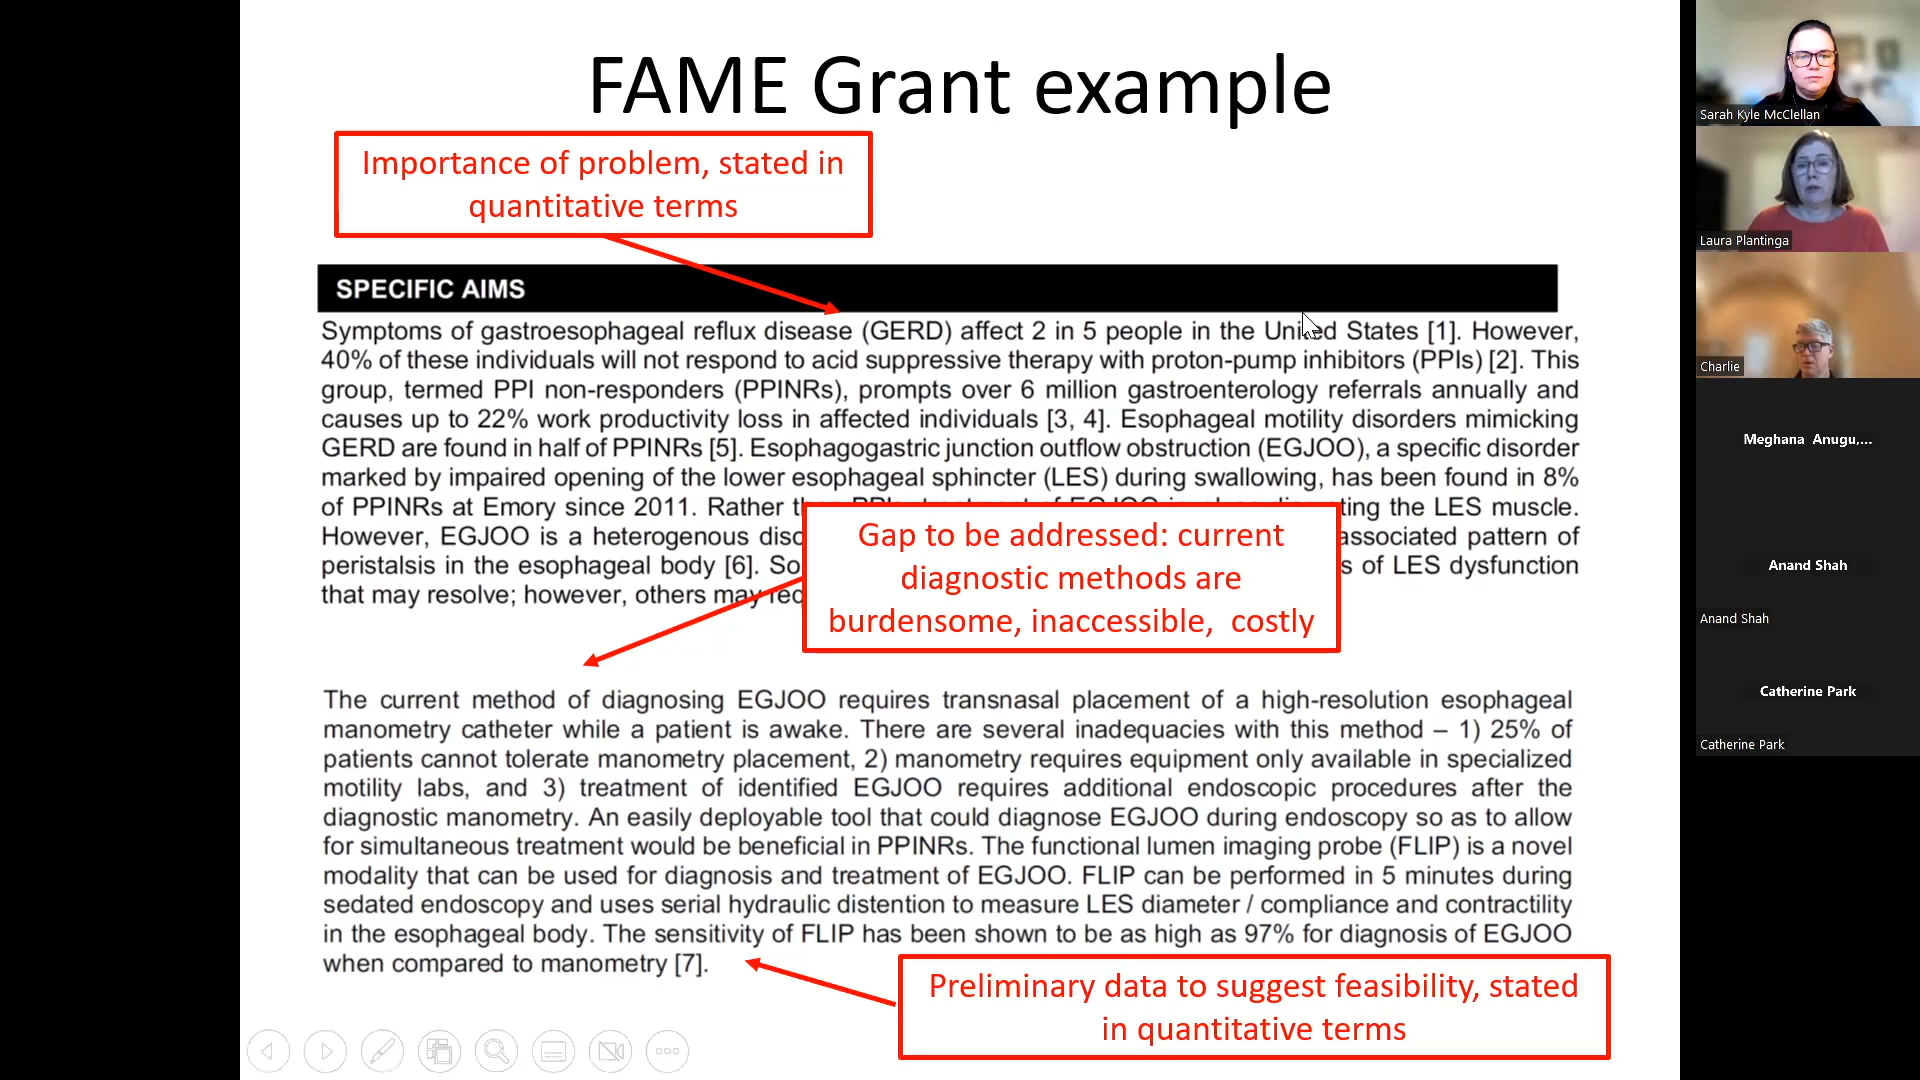 FAME Grant example
Importance of problem, stated in
quantitative terms
SPECIFIC AIMS
Symptoms of gastroesophageal reflux disease (GERD) affect 2 in 5 people in the United States [1]. However,
40% of these individuals will not respond to acid suppressive therapy with proton-pump inhibitors (PPIs) [2]. This
group, termed PPI non-responders (PPINRs), prompts over 6 million gastroenterology referrals annually and
causes up to 22% work productivity loss in affected individuals [3, 4]. Esophageal motility disorders mimicking
GERD are found in half of PPINRs [5]. Esophagogastric junction outflow obstruction (EGJOO), a specific disorder
marked by impaired opening of the lower esophageal sphincter (LES) during swallowing, has been found in 8%
of PPINRs at Emory since 2011. Rather the LES muscle.
However, EGJOO is a heterogenous associated pattern of
peristalsis in the esophageal body [6]. of LES dysfunction
that may resolve; however, others may
Gap to be addressed: current
diagnostic methods are
burdensome, inaccessible, costly
The current method of diagnosing EGJOO requires transnasal placement of a high-resolution esophageal
manometry catheter while a patient is awake. There are several inadequacies with this method – 1) 25% of
patients cannot tolerate manometry placement, 2) manometry requires equipment only available in specialized
motility labs, and 3) treatment of identified EGJOO requires additional endoscopic procedures after the
diagnostic manometry. An easily deployable tool that could diagnose EGJOO during endoscopy so as to allow
for simultaneous treatment would be beneficial in PPINRs. The functional lumen imaging probe (FLIP) is a novel
modality that can be used for diagnosis and treatment of EGJOO. FLIP can be performed in 5 minutes during
sedated endoscopy and uses serial hydraulic distention to measure LES diameter / compliance and contractility
in the esophageal body. The sensitivity of FLIP has been shown to be as high as 97% for diagnosis of EGJOO
when compared to manometry [7].
Preliminary data to suggest feasibility, stated
in quantitative terms
Sarah Kyle McClellan
Laura Plantinga
Charlie
Meghana Anugu,...
Anand Shah
Anand Shah
Catherine Park
Catherine Park